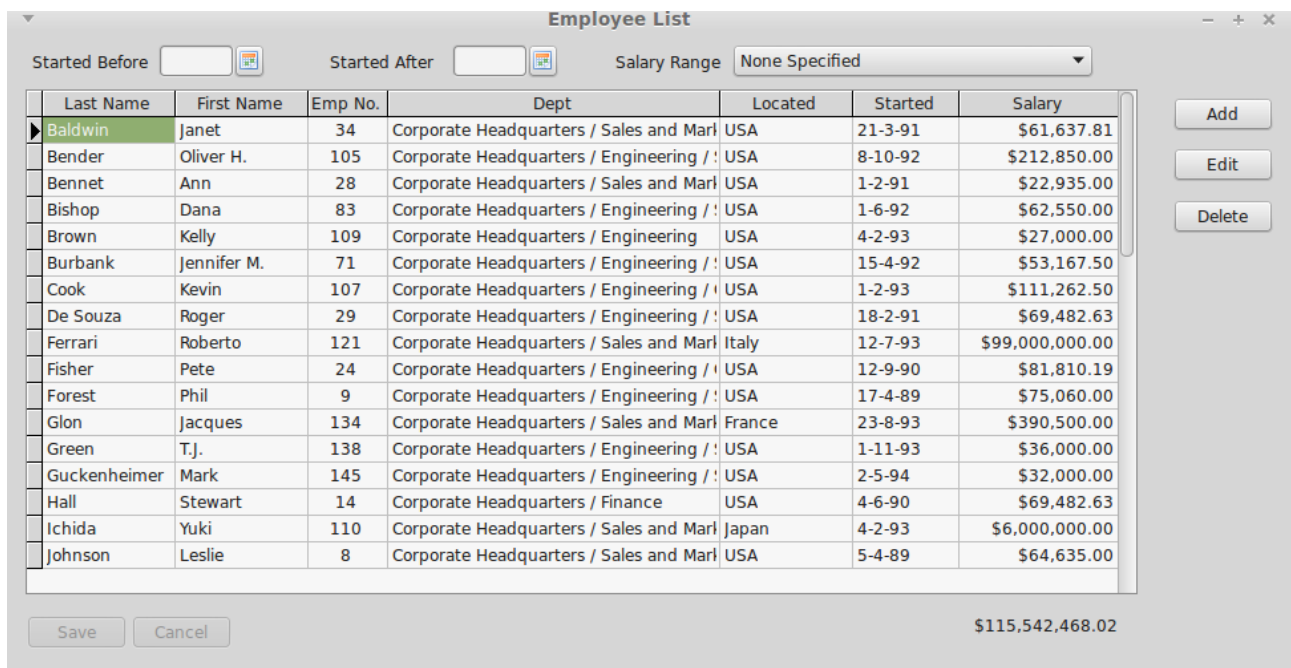 Employee List
Started Before Started After Salary Range None Specified
Last Name First Name Emp No. Dept Located Started Salary
Baldwin Janet 34 Corporate Headquarters / Sales and Mark USA 21-3-91 $61,637.81
Bender Oliver H. 105 Corporate Headquarters / Engineering / USA 8-10-92 $212,850.00
Bennet Ann 28 Corporate Headquarters / Sales and Mark USA 1-2-91 $22,935.00
Bishop Dana 83 Corporate Headquarters / Engineering / USA 1-6-92 $62,550.00
Brown Kelly 109 Corporate Headquarters / Engineering USA 4-2-93 $27,000.00
Burbank Jennifer M. 71 Corporate Headquarters / Engineering / USA 15-4-92 $53,167.50
Cook Kevin 107 Corporate Headquarters / Engineering / USA 1-2-93 $111,262.50
De Souza Roger 29 Corporate Headquarters / Engineering / USA 18-2-91 $69,482.63
Ferrari Roberto 121 Corporate Headquarters / Sales and Mark Italy 12-7-93 $99,000,000.00
Fisher Pete 24 Corporate Headquarters / Engineering / USA 12-9-90 $81,810.19
Forest Phil 9 Corporate Headquarters / Engineering / USA 17-4-89 $75,060.00
Glon Jacques 134 Corporate Headquarters / Sales and Mark France 23-8-93 $390,500.00
Green T.J. 138 Corporate Headquarters / Engineering / USA 1-11-93 $36,000.00
Guckenheimer Mark 145 Corporate Headquarters / Engineering / USA 2-5-94 $32,000.00
Hall Stewart 14 Corporate Headquarters / Finance USA 4-6-90 $69,482.63
Ichida Yuki 110 Corporate Headquarters / Sales and Mark Japan 4-2-93 $6,000,000.00
Johnson Leslie 8 Corporate Headquarters / Sales and Mark USA 5-4-89 $64,635.00
Add
Edit
Delete
Save Cancel $115,542,468.02